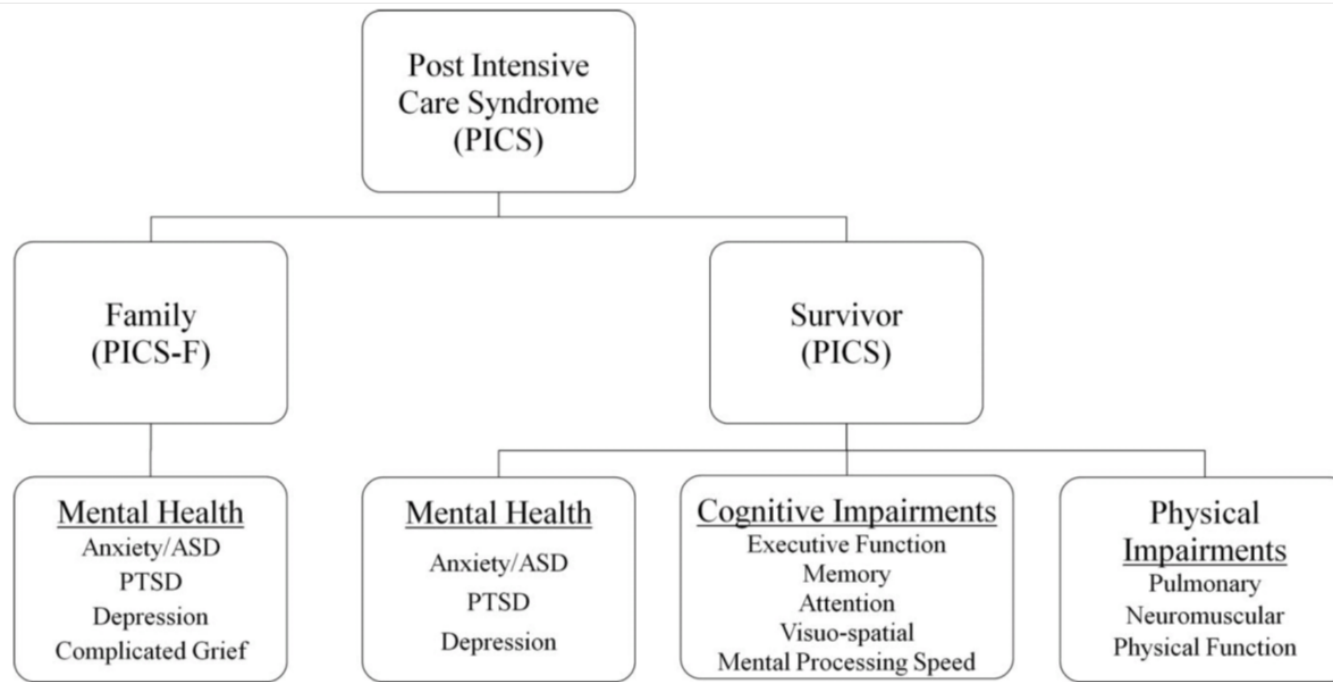 Post Intensive
Care Syndrome
(PICS)
Family
(PICS-F)
Survivor
(PICS)
Mental Health
Anxiety/ASD
PTSD
Depression
Complicated Grief
Mental Health
Anxiety/ASD
PTSD
Depression
Cognitive Impairments
Executive Function
Memory
Attention
Visuo-spatial
Mental Processing Speed
Physical
Impairments
Pulmonary
Neuromuscular
Physical Function